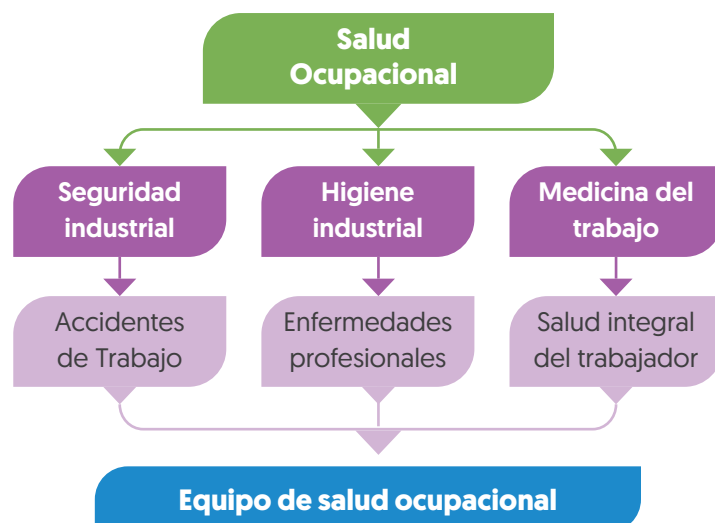 Salud
Ocupacional
Seguridad
industrial
Higiene
industrial
Medicina del
trabajo
Accidentes
de Trabajo
Enfermedades
profesionales
Salud integral
del trabajador
Equipo de salud ocupacional